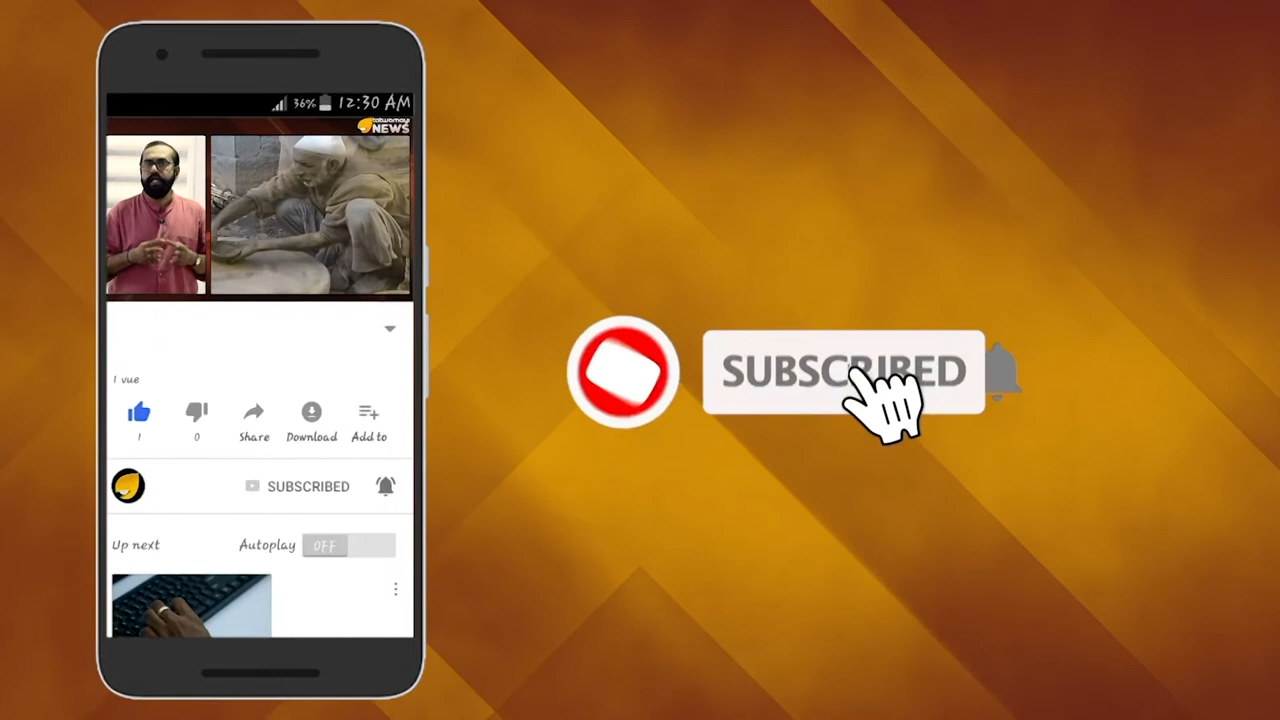 36% 12:30 AM
tatwamayi
NEWS
1 vue
1 0 Share Download Add to
SUBSCRIBED
Up next Autoplay OFF
SUBSCRIBED